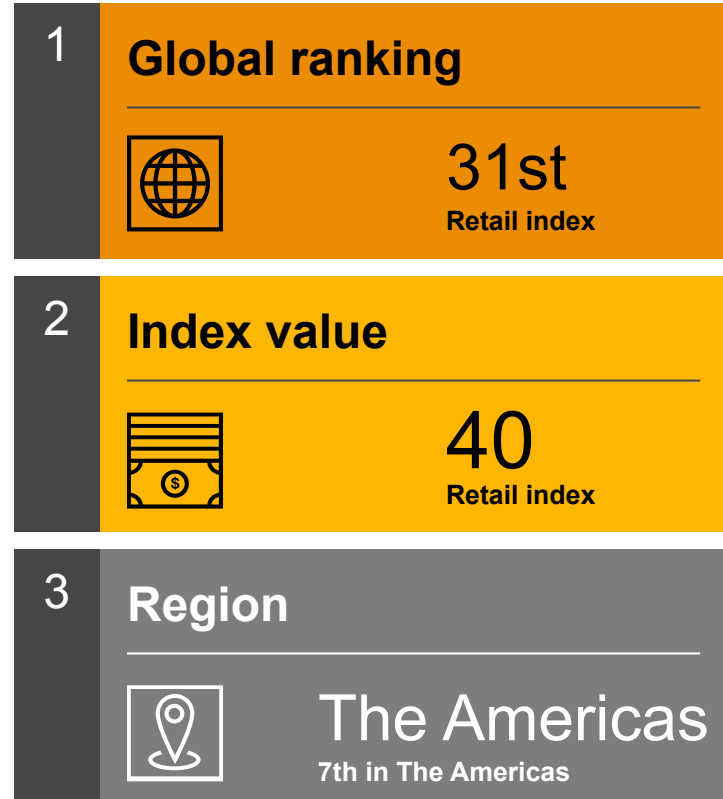 1
Global ranking
31st
Retail index
2
Index value
$
40
Retail index
3
Region
The Americas
7th in The Americas